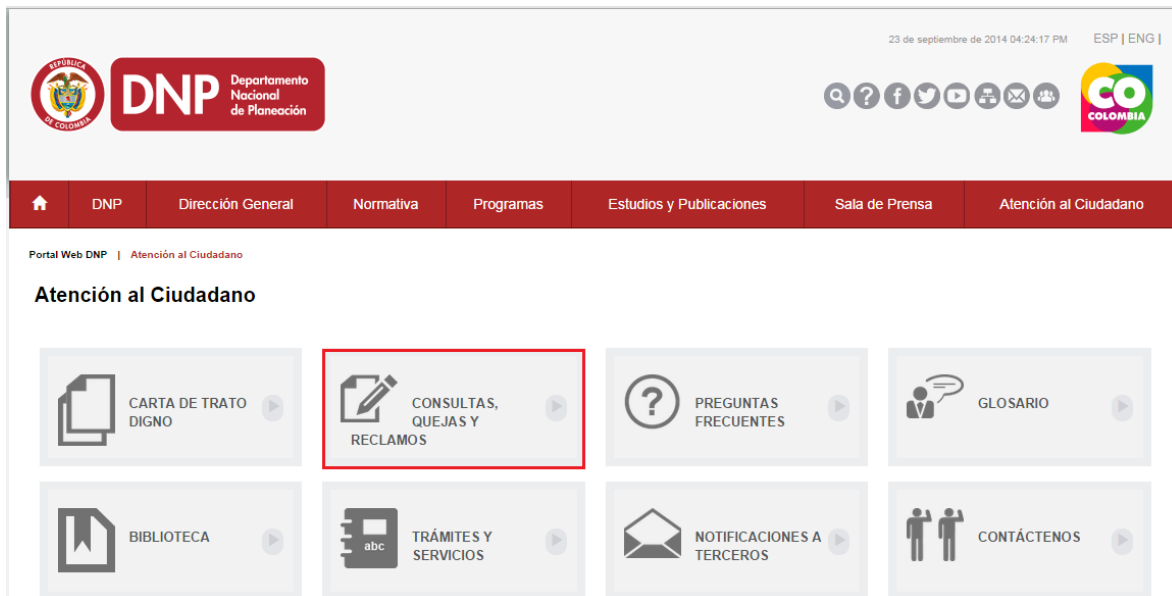 23 de septiembre de 2014 04:24:17 PM ESP | ENG |
REPÚBLICA
DE COLOMBIA
DNP
Departamento
Nacional
de Planeación
CO
COLOMBIA
DNP Dirección General Normativa Programas Estudios y Publicaciones Sala de Prensa Atención al Ciudadano
Portal Web DNP | Atención al Ciudadano
Atención al Ciudadano
CARTA DE TRATO
DIGNO
CONSULTAS,
QUEJAS Y
RECLAMOS
PREGUNTAS
FRECUENTES
GLOSARIO
BIBLIOTECA
abc
TRÁMITES Y
SERVICIOS
NOTIFICACIONES A
TERCEROS
CONTÁCTENOS